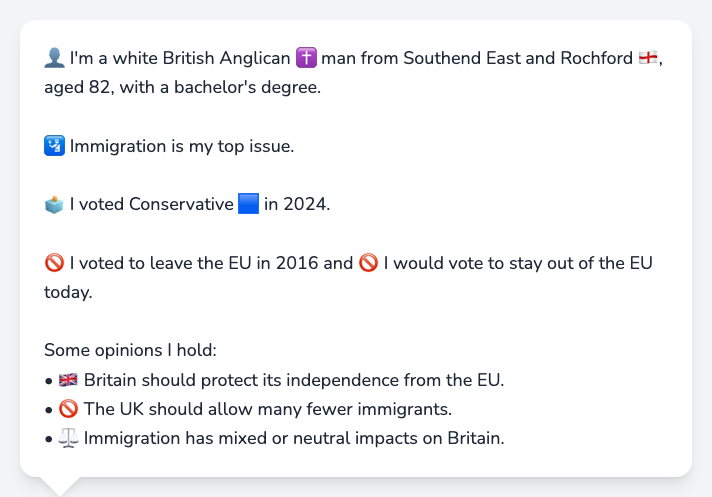 👤 I'm a white British Anglican ✝️ man from Southend East and Rochford 🏴󠁧󠁢󠁥󠁮󠁧󠁿,
aged 82, with a bachelor's degree.
🛂 Immigration is my top issue.
🗳️ I voted Conservative 🟦 in 2024.
🚫 I voted to leave the EU in 2016 and 🚫 I would vote to stay out of the EU
today.
Some opinions I hold:
• 🇬🇧 Britain should protect its independence from the EU.
• 🚫 The UK should allow many fewer immigrants.
• ⚖️ Immigration has mixed or neutral impacts on Britain.